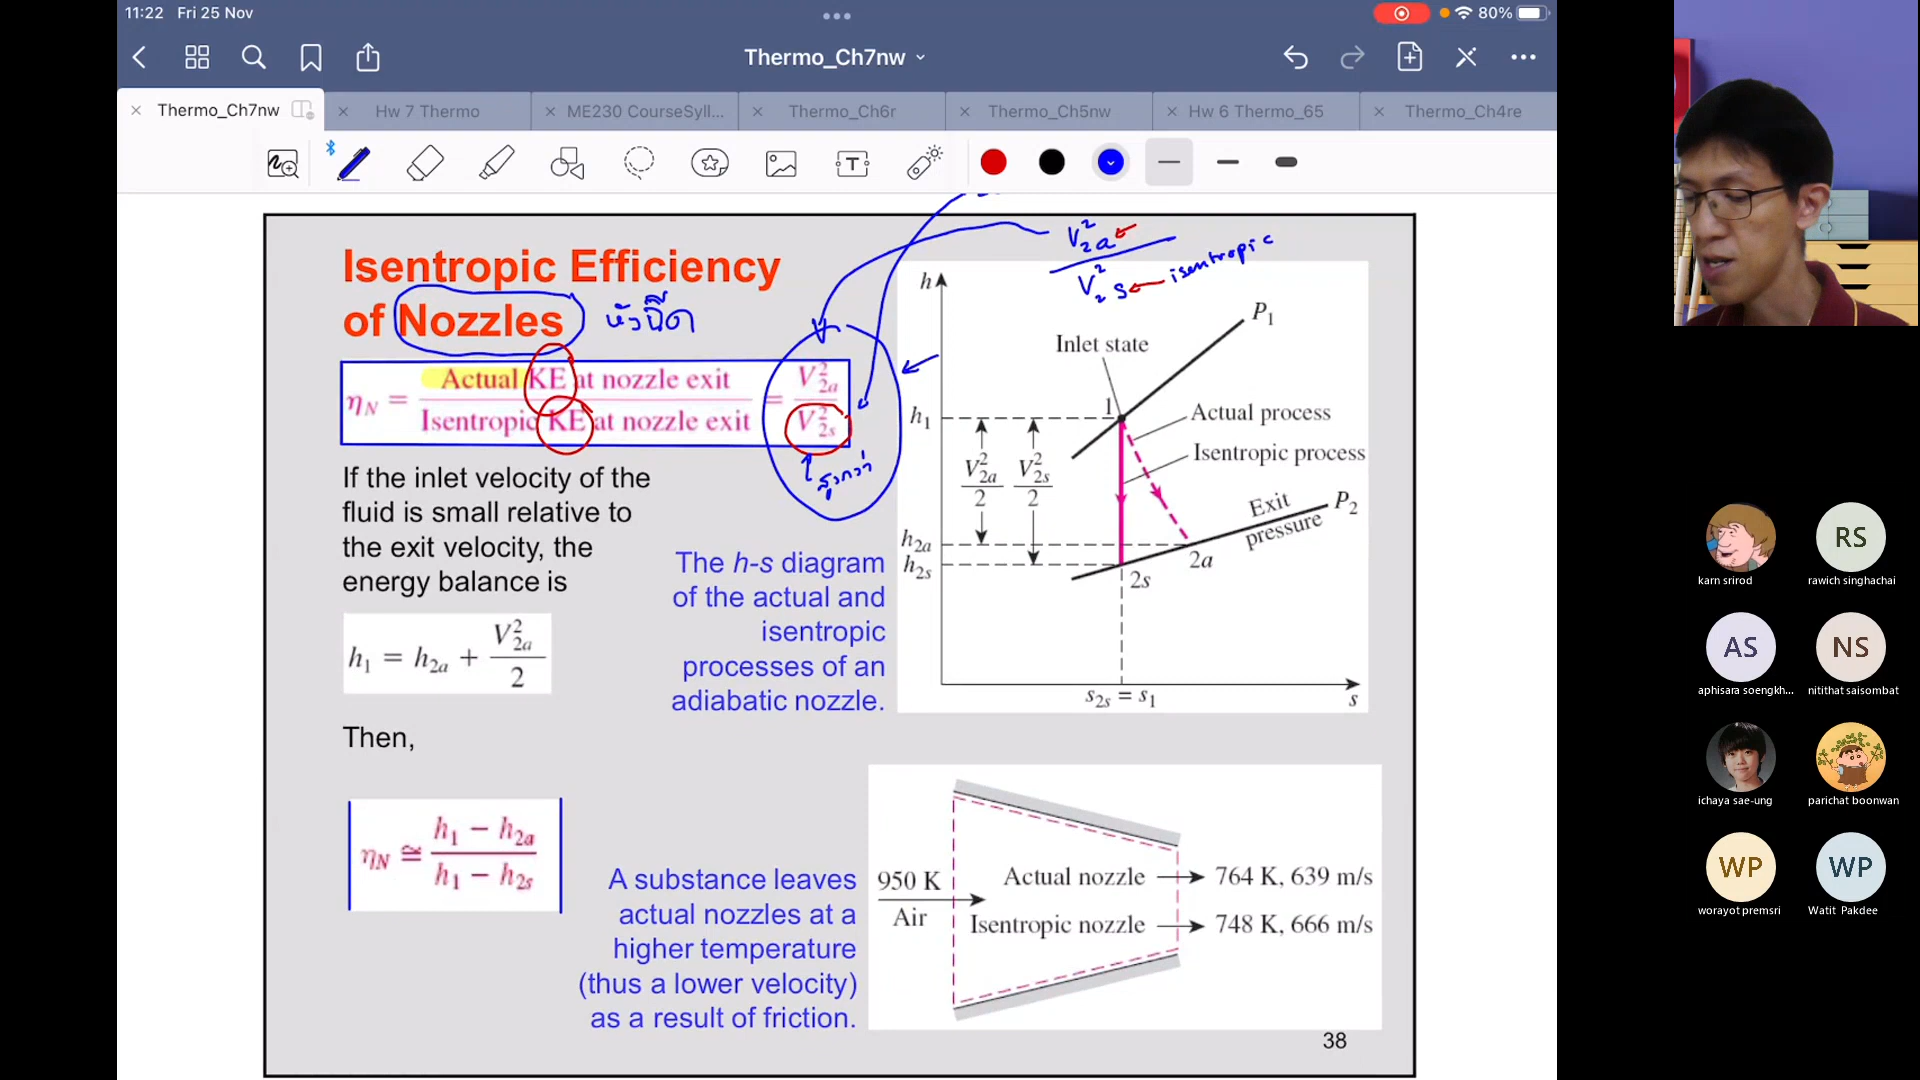 11:22 Fri 25 Nov
80%
Thermo_Ch7nw
Thermo_Ch7nw
Hw 7 Thermo
ME230 CourseSyll...
Thermo_Ch6r
Thermo_Ch5nw
Hw 6 Thermo_65
Thermo_Ch4re
Isentropic Efficiency
of Nozzles หัวฉีด
V²2a
V²2s ← isentropic
ηN = Actual KE at nozzle exit / Isentropic KE at nozzle exit = V²2a / V²2s
สูงกว่า
If the inlet velocity of the
fluid is small relative to
the exit velocity, the
energy balance is
h1 = h2a + V²2a / 2
Then,
ηN ≅ (h1 − h2a) / (h1 − h2s)
The h-s diagram
of the actual and
isentropic
processes of an
adiabatic nozzle.
h
P1
Inlet state
1
h1
Actual process
Isentropic process
V²2a / 2
V²2s / 2
Exit
pressure
P2
h2a
h2s
2s
2a
s2s = s1
s
A substance leaves
actual nozzles at a
higher temperature
(thus a lower velocity)
as a result of friction.
950 K
Air
Actual nozzle → 764 K, 639 m/s
Isentropic nozzle → 748 K, 666 m/s
38
RS
karn srirod
rawich singhachai
AS
NS
aphisara soengkh...
nitithat saisombat
ichaya sae-ung
parichat boonwan
WP
WP
worayot premsri
Watit Pakdee